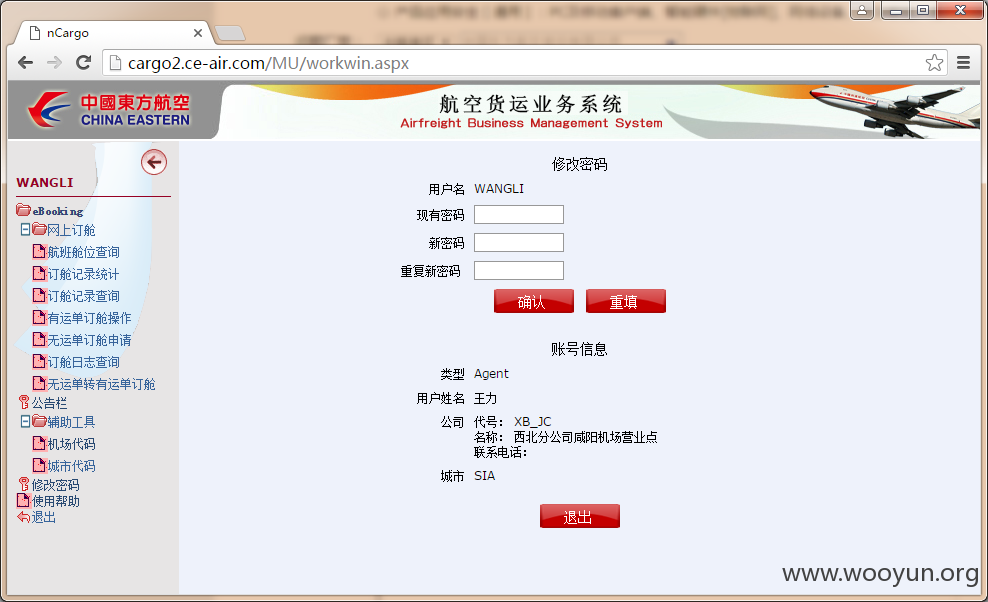 nCargo
cargo2.ce-air.com/MU/workwin.aspx
中國東方航空
CHINA EASTERN
航空货运业务系统
Airfreight Business Management System
WANGLI
eBooking
网上订舱
航班舱位查询
订舱记录统计
订舱记录查询
有运单订舱操作
无运单订舱申请
订舱日志查询
无运单转有运单订舱
公告栏
辅助工具
机场代码
城市代码
修改密码
使用帮助
退出
修改密码
用户名 WANGLI
现有密码
新密码
重复新密码
确认 重填
账号信息
类型 Agent
用户姓名 王力
公司 代号： XB_JC
名称： 西北分公司咸阳机场营业点
联系电话：
城市 SIA
退出
www.wooyun.org